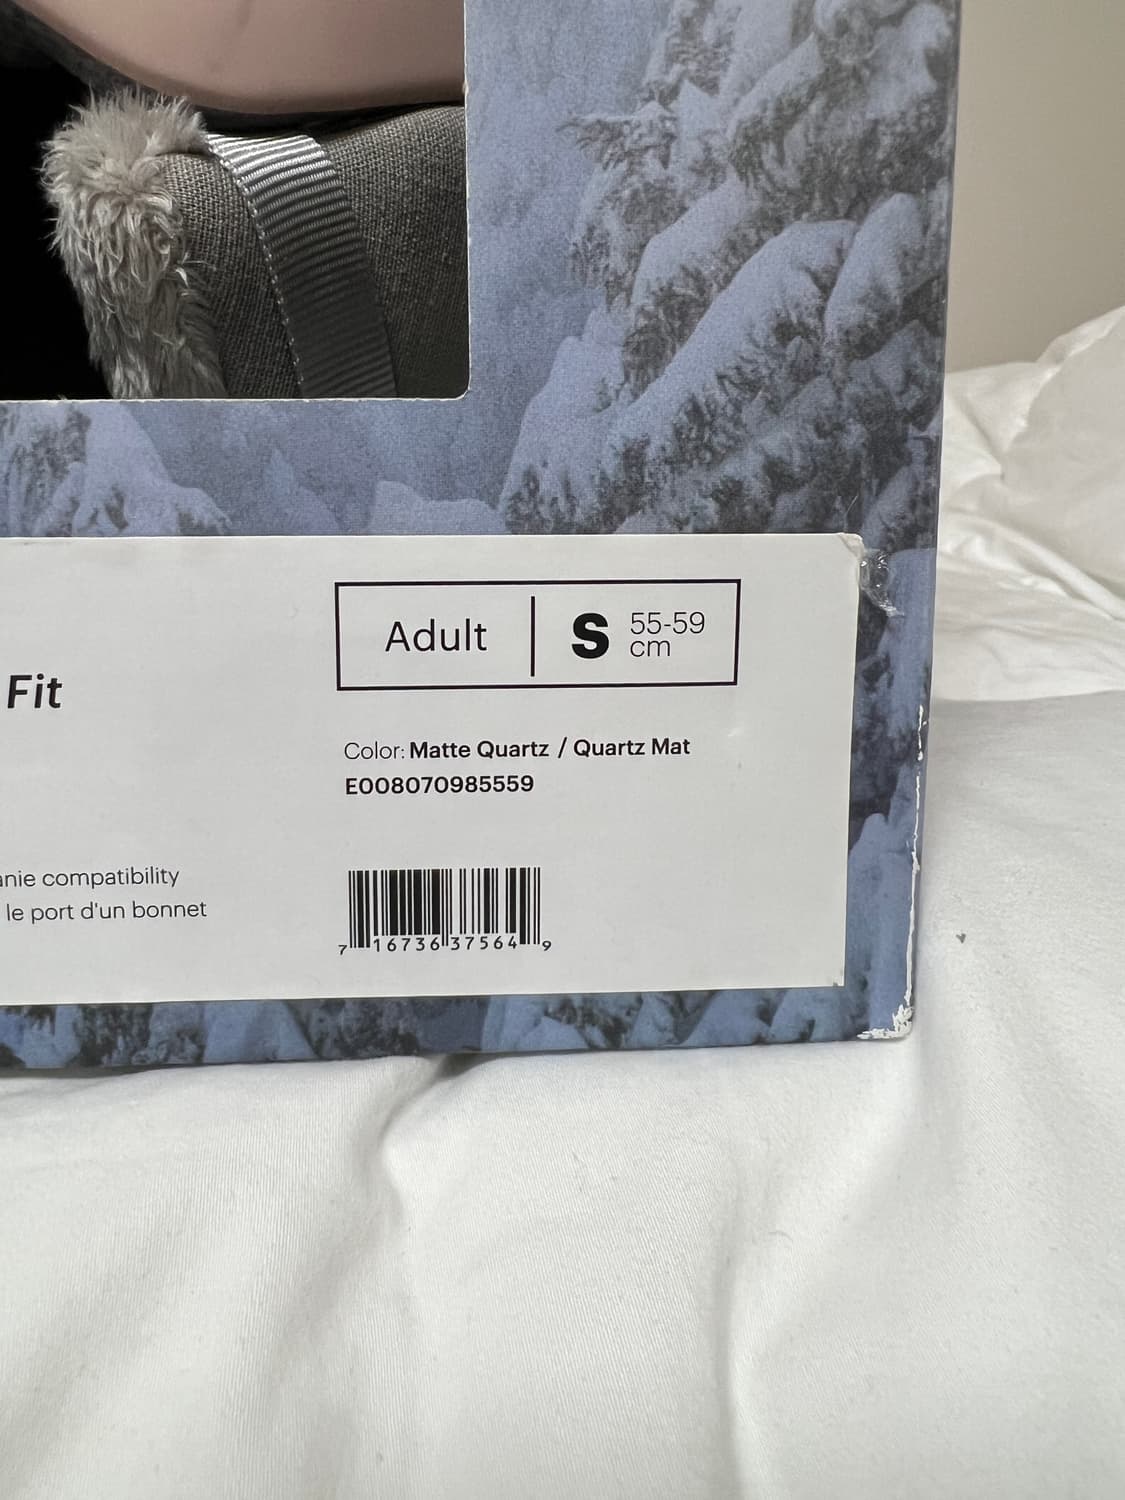 Adult
S
55-59
cm
Fit
Color: Matte Quartz / Quartz Mat
E008070985559
compatibility
le port d'un bonnet
7 16736 37564 9